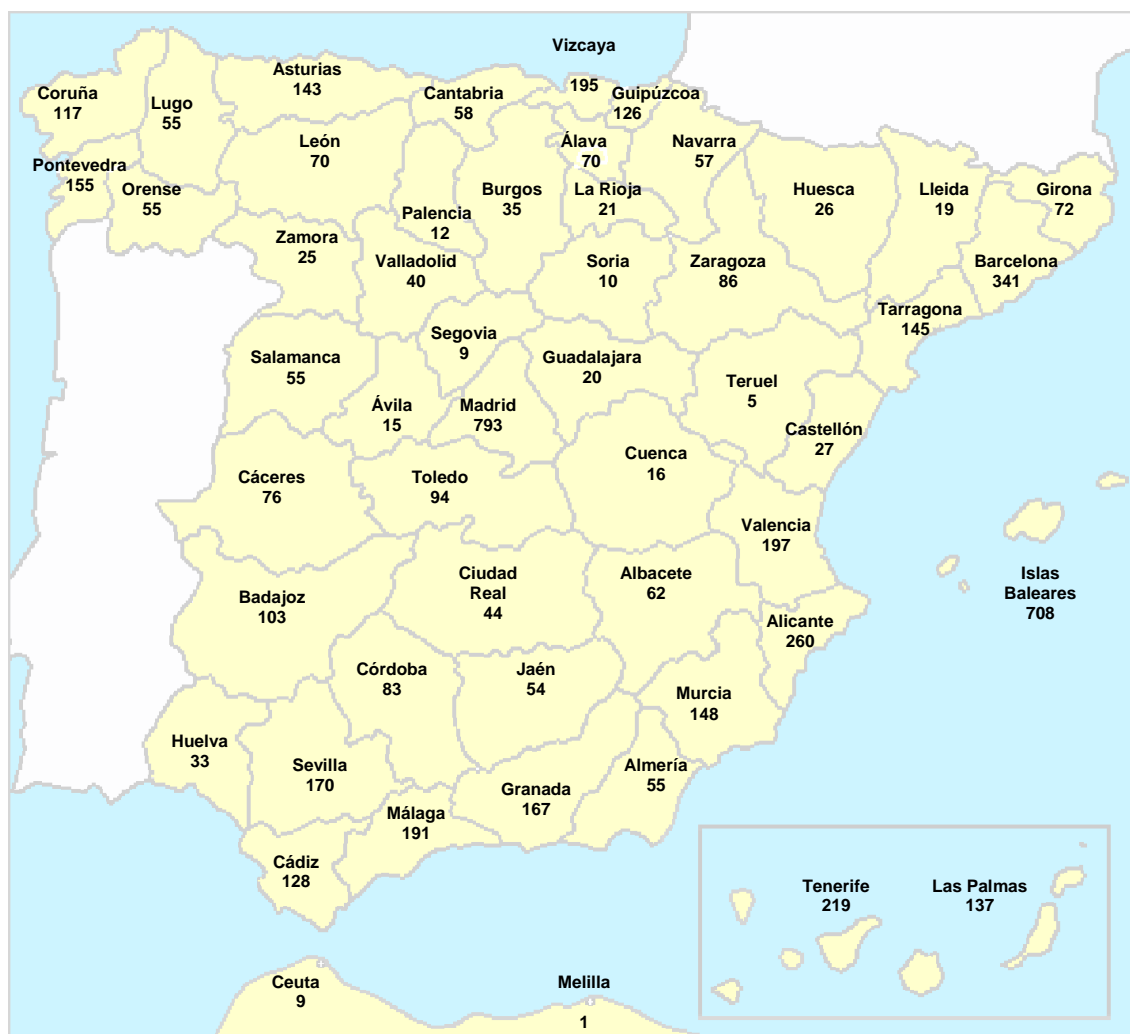 Vizcaya
195
Asturias
143
Cantabria
58
Guipúzcoa
126
Coruña
117
Lugo
55
León
70
Álava
70
Navarra
57
Pontevedra
155
Orense
55
Palencia
12
Burgos
35
La Rioja
21
Huesca
26
Lleida
19
Girona
72
Zamora
25
Valladolid
40
Soria
10
Zaragoza
86
Barcelona
341
Tarragona
145
Segovia
9
Salamanca
55
Guadalajara
20
Teruel
5
Ávila
15
Madrid
793
Castellón
27
Cuenca
16
Cáceres
76
Toledo
94
Valencia
197
Islas
Baleares
708
Badajoz
103
Ciudad
Real
44
Albacete
62
Alicante
260
Córdoba
83
Jaén
54
Murcia
148
Huelva
33
Sevilla
170
Almería
55
Granada
167
Málaga
191
Cádiz
128
Tenerife
219
Las Palmas
137
Ceuta
9
Melilla
1